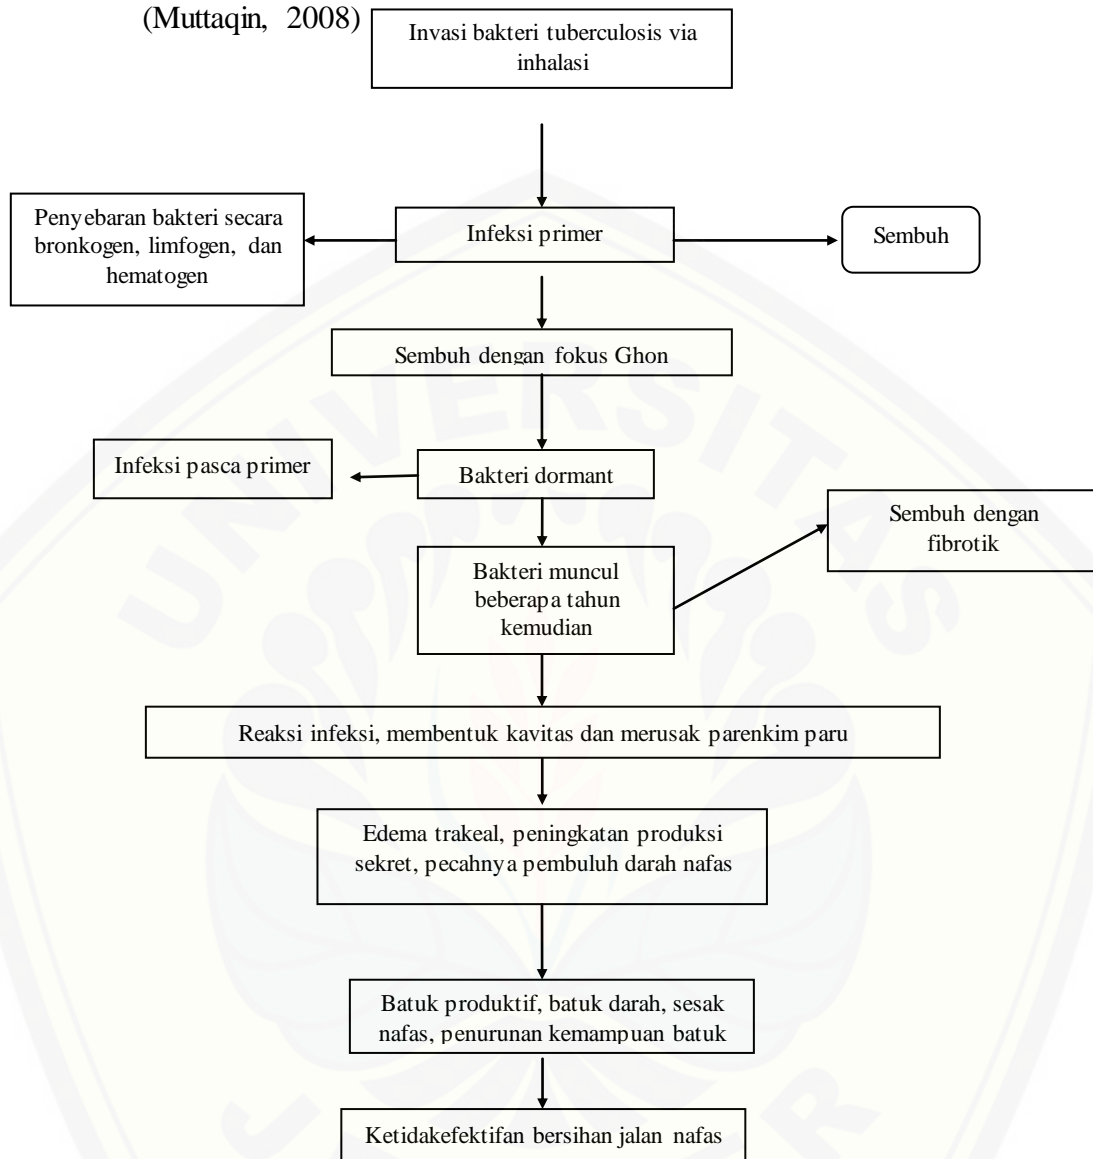 (Muttaqin, 2008)
Invasi bakteri tuberculosis via
inhalasi
Penyebaran bakteri secara
bronkogen, limfogen, dan
hematogen
Infeksi primer
Sembuh
Sembuh dengan fokus Ghon
Infeksi pasca primer
Bakteri dormant
Sembuh dengan
fibrotik
Bakteri muncul
beberapa tahun
kemudian
Reaksi infeksi, membentuk kavitas dan merusak parenkim paru
Edema trakeal, peningkatan produksi
sekret, pecahnya pembuluh darah nafas
Batuk produktif, batuk darah, sesak
nafas, penurunan kemampuan batuk
Ketidakefektifan bersihan jalan nafas
UNIVERSITAS